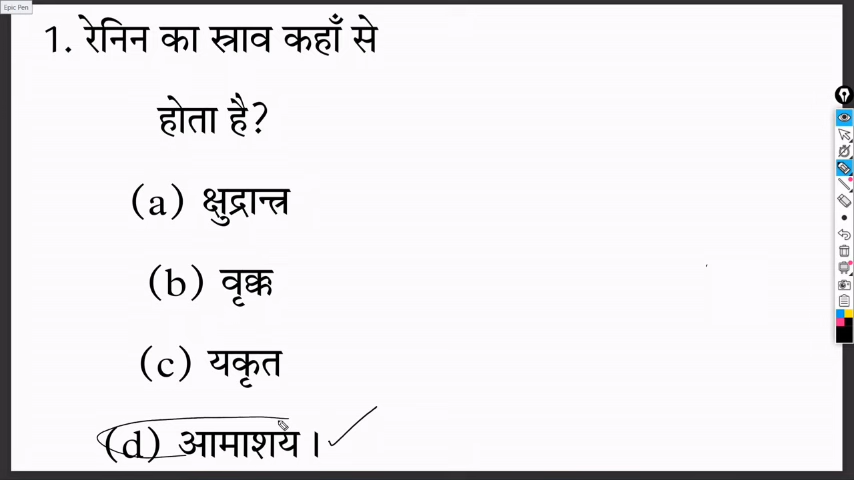 Epic Pen
1. रेनिन का स्राव कहाँ से
होता है?
(a) क्षुद्रान्त्र
(b) वृक्क
(c) यकृत
(d) आमाशय ।